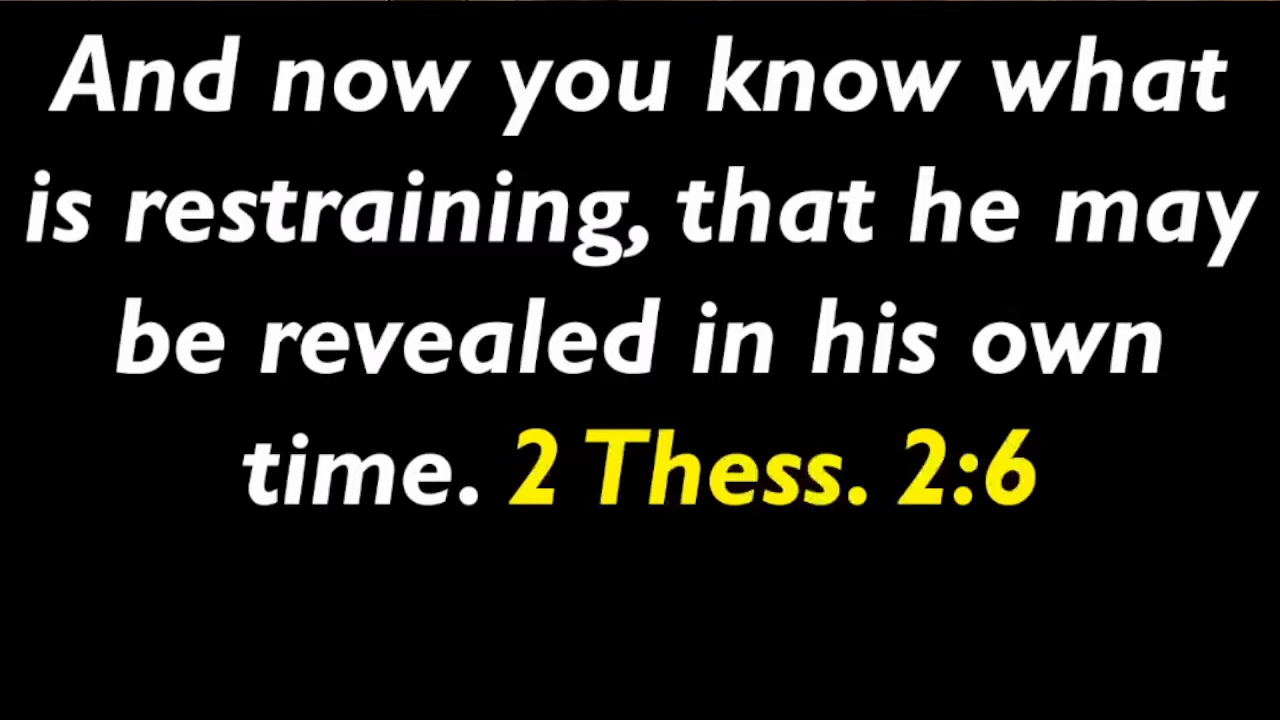 And now you know what
is restraining, that he may
be revealed in his own
time. 2 Thess. 2:6